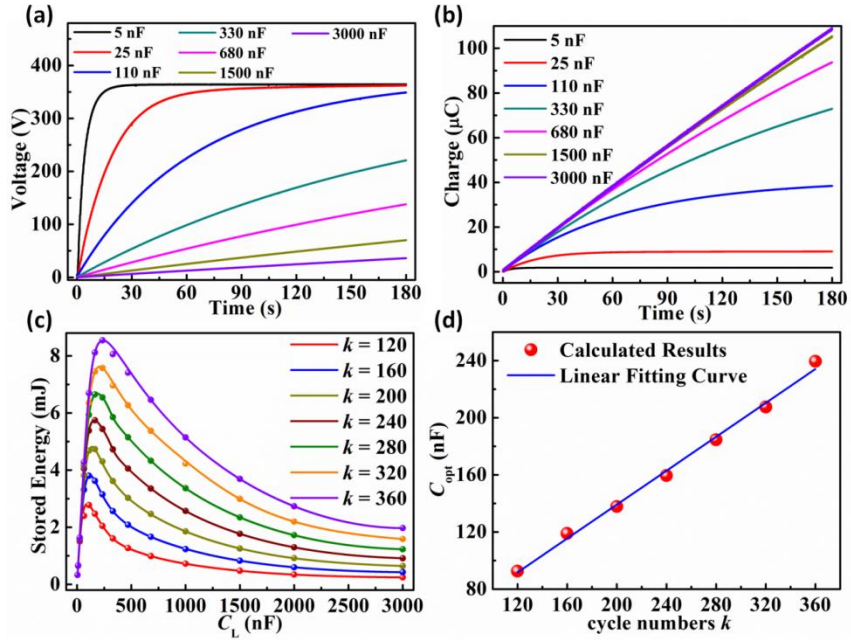 (a)
5 nF 330 nF 3000 nF
25 nF 680 nF
110 nF 1500 nF
Voltage (V)
400
300
200
100
0
0 30 60 90 120 150 180
Time (s)
(b)
5 nF
25 nF
110 nF
330 nF
680 nF
1500 nF
3000 nF
Charge (μC)
100
80
60
40
20
0
0 30 60 90 120 150 180
Time (s)
(c)
k = 120
k = 160
k = 200
k = 240
k = 280
k = 320
k = 360
Stored Energy (mJ)
8
6
4
2
0
0 500 1000 1500 2000 2500 3000
CL (nF)
(d)
Calculated Results
Linear Fitting Curve
Copt (nF)
240
200
160
120
80
120 160 200 240 280 320 360
cycle numbers k